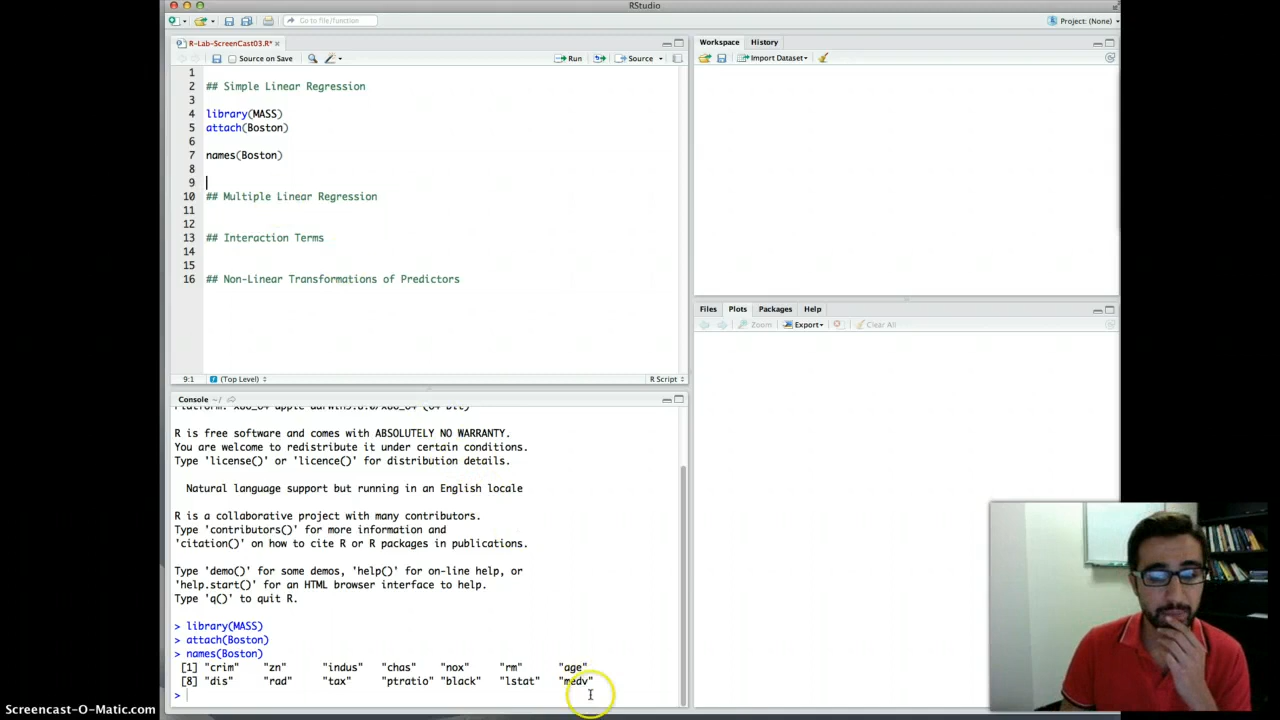 RStudio
Go to file/function
Project: (None)
R-Lab-ScreenCast03.R*
Source on Save
Run
Source
1
2 ## Simple Linear Regression
3
4 library(MASS)
5 attach(Boston)
6
7 names(Boston)
8
9
10 ## Multiple Linear Regression
11
12
13 ## Interaction Terms
14
15
16 ## Non-Linear Transformations of Predictors
9:1 (Top Level)
R Script
Workspace History
Import Dataset
Files Plots Packages Help
Zoom Export Clear All
Console ~/
R is free software and comes with ABSOLUTELY NO WARRANTY.
You are welcome to redistribute it under certain conditions.
Type 'license()' or 'licence()' for distribution details.
Natural language support but running in an English locale
R is a collaborative project with many contributors.
Type 'contributors()' for more information and
'citation()' on how to cite R or R packages in publications.
Type 'demo()' for some demos, 'help()' for on-line help, or
'help.start()' for an HTML browser interface to help.
Type 'q()' to quit R.
> library(MASS)
> attach(Boston)
> names(Boston)
[1] "crim" "zn" "indus" "chas" "nox" "rm" "age"
[8] "dis" "rad" "tax" "ptratio" "black" "lstat" "medv"
>
Screencast-O-Matic.com